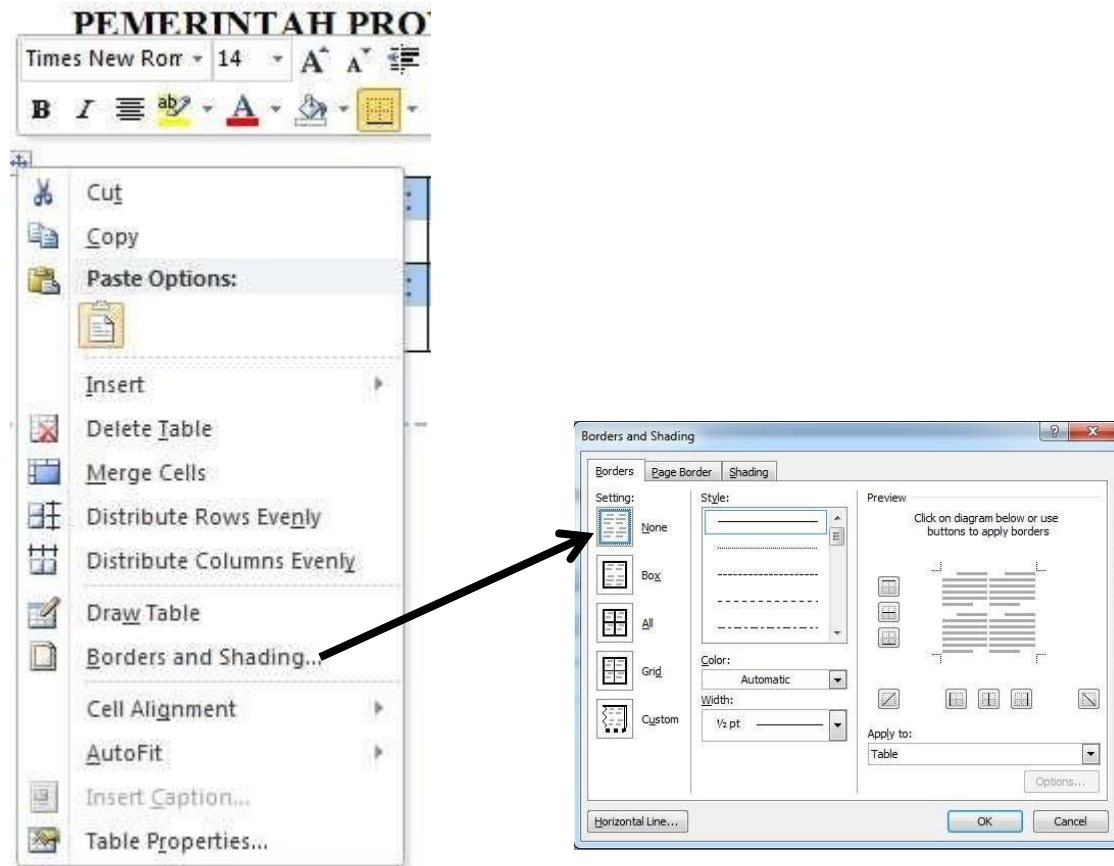 PEMERINTAH PRO
Times New Rom 14
B I
Cut
Copy
Paste Options:
Insert
Delete Table
Merge Cells
Distribute Rows Evenly
Distribute Columns Evenly
Draw Table
Borders and Shading...
Cell Alignment
AutoFit
Insert Caption...
Table Properties...
Borders and Shading
Borders Page Border Shading
Setting:
None
Box
All
Grid
Custom
Style:
Color:
Automatic
Width:
½ pt
Preview
Click on diagram below or use
buttons to apply borders
Apply to:
Table
Options...
Horizontal Line...
OK Cancel